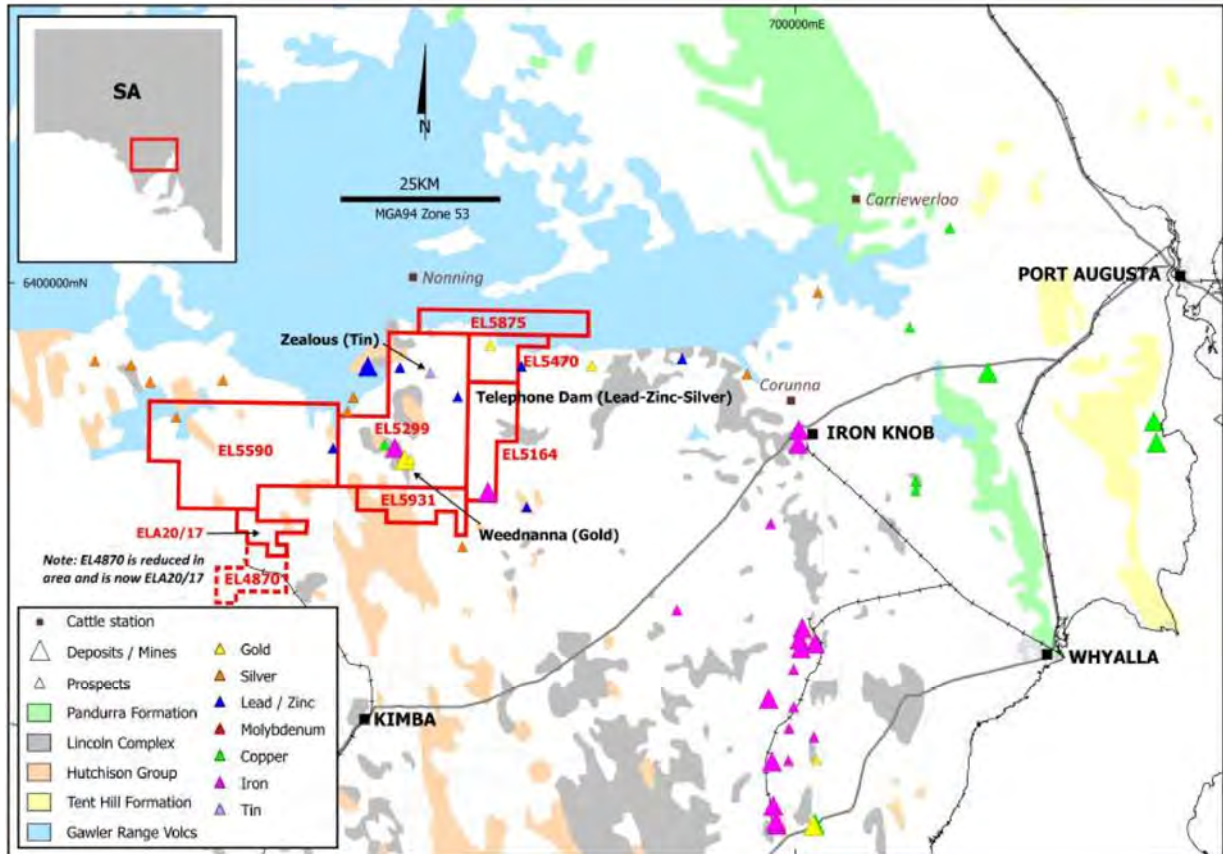 SA
700000mE
N
25KM
MGA94 Zone 53
Carriewerloo
6400000mN
Nonning
PORT AUGUSTA
EL5875
Zealous (Tin)
EL5470
Corunna
Telephone Dam (Lead-Zinc-Silver)
EL5299
EL5590
EL5164
IRON KNOB
EL5931
ELA20/17
Weednanna (Gold)
Note: EL4870 is reduced in
area and is now ELA20/17
EL4870
WHYALLA
KIMBA
Cattle station
Deposits / Mines
Prospects
Pandurra Formation
Lincoln Complex
Hutchison Group
Tent Hill Formation
Gawler Range Volcs
Gold
Silver
Lead / Zinc
Molybdenum
Copper
Iron
Tin